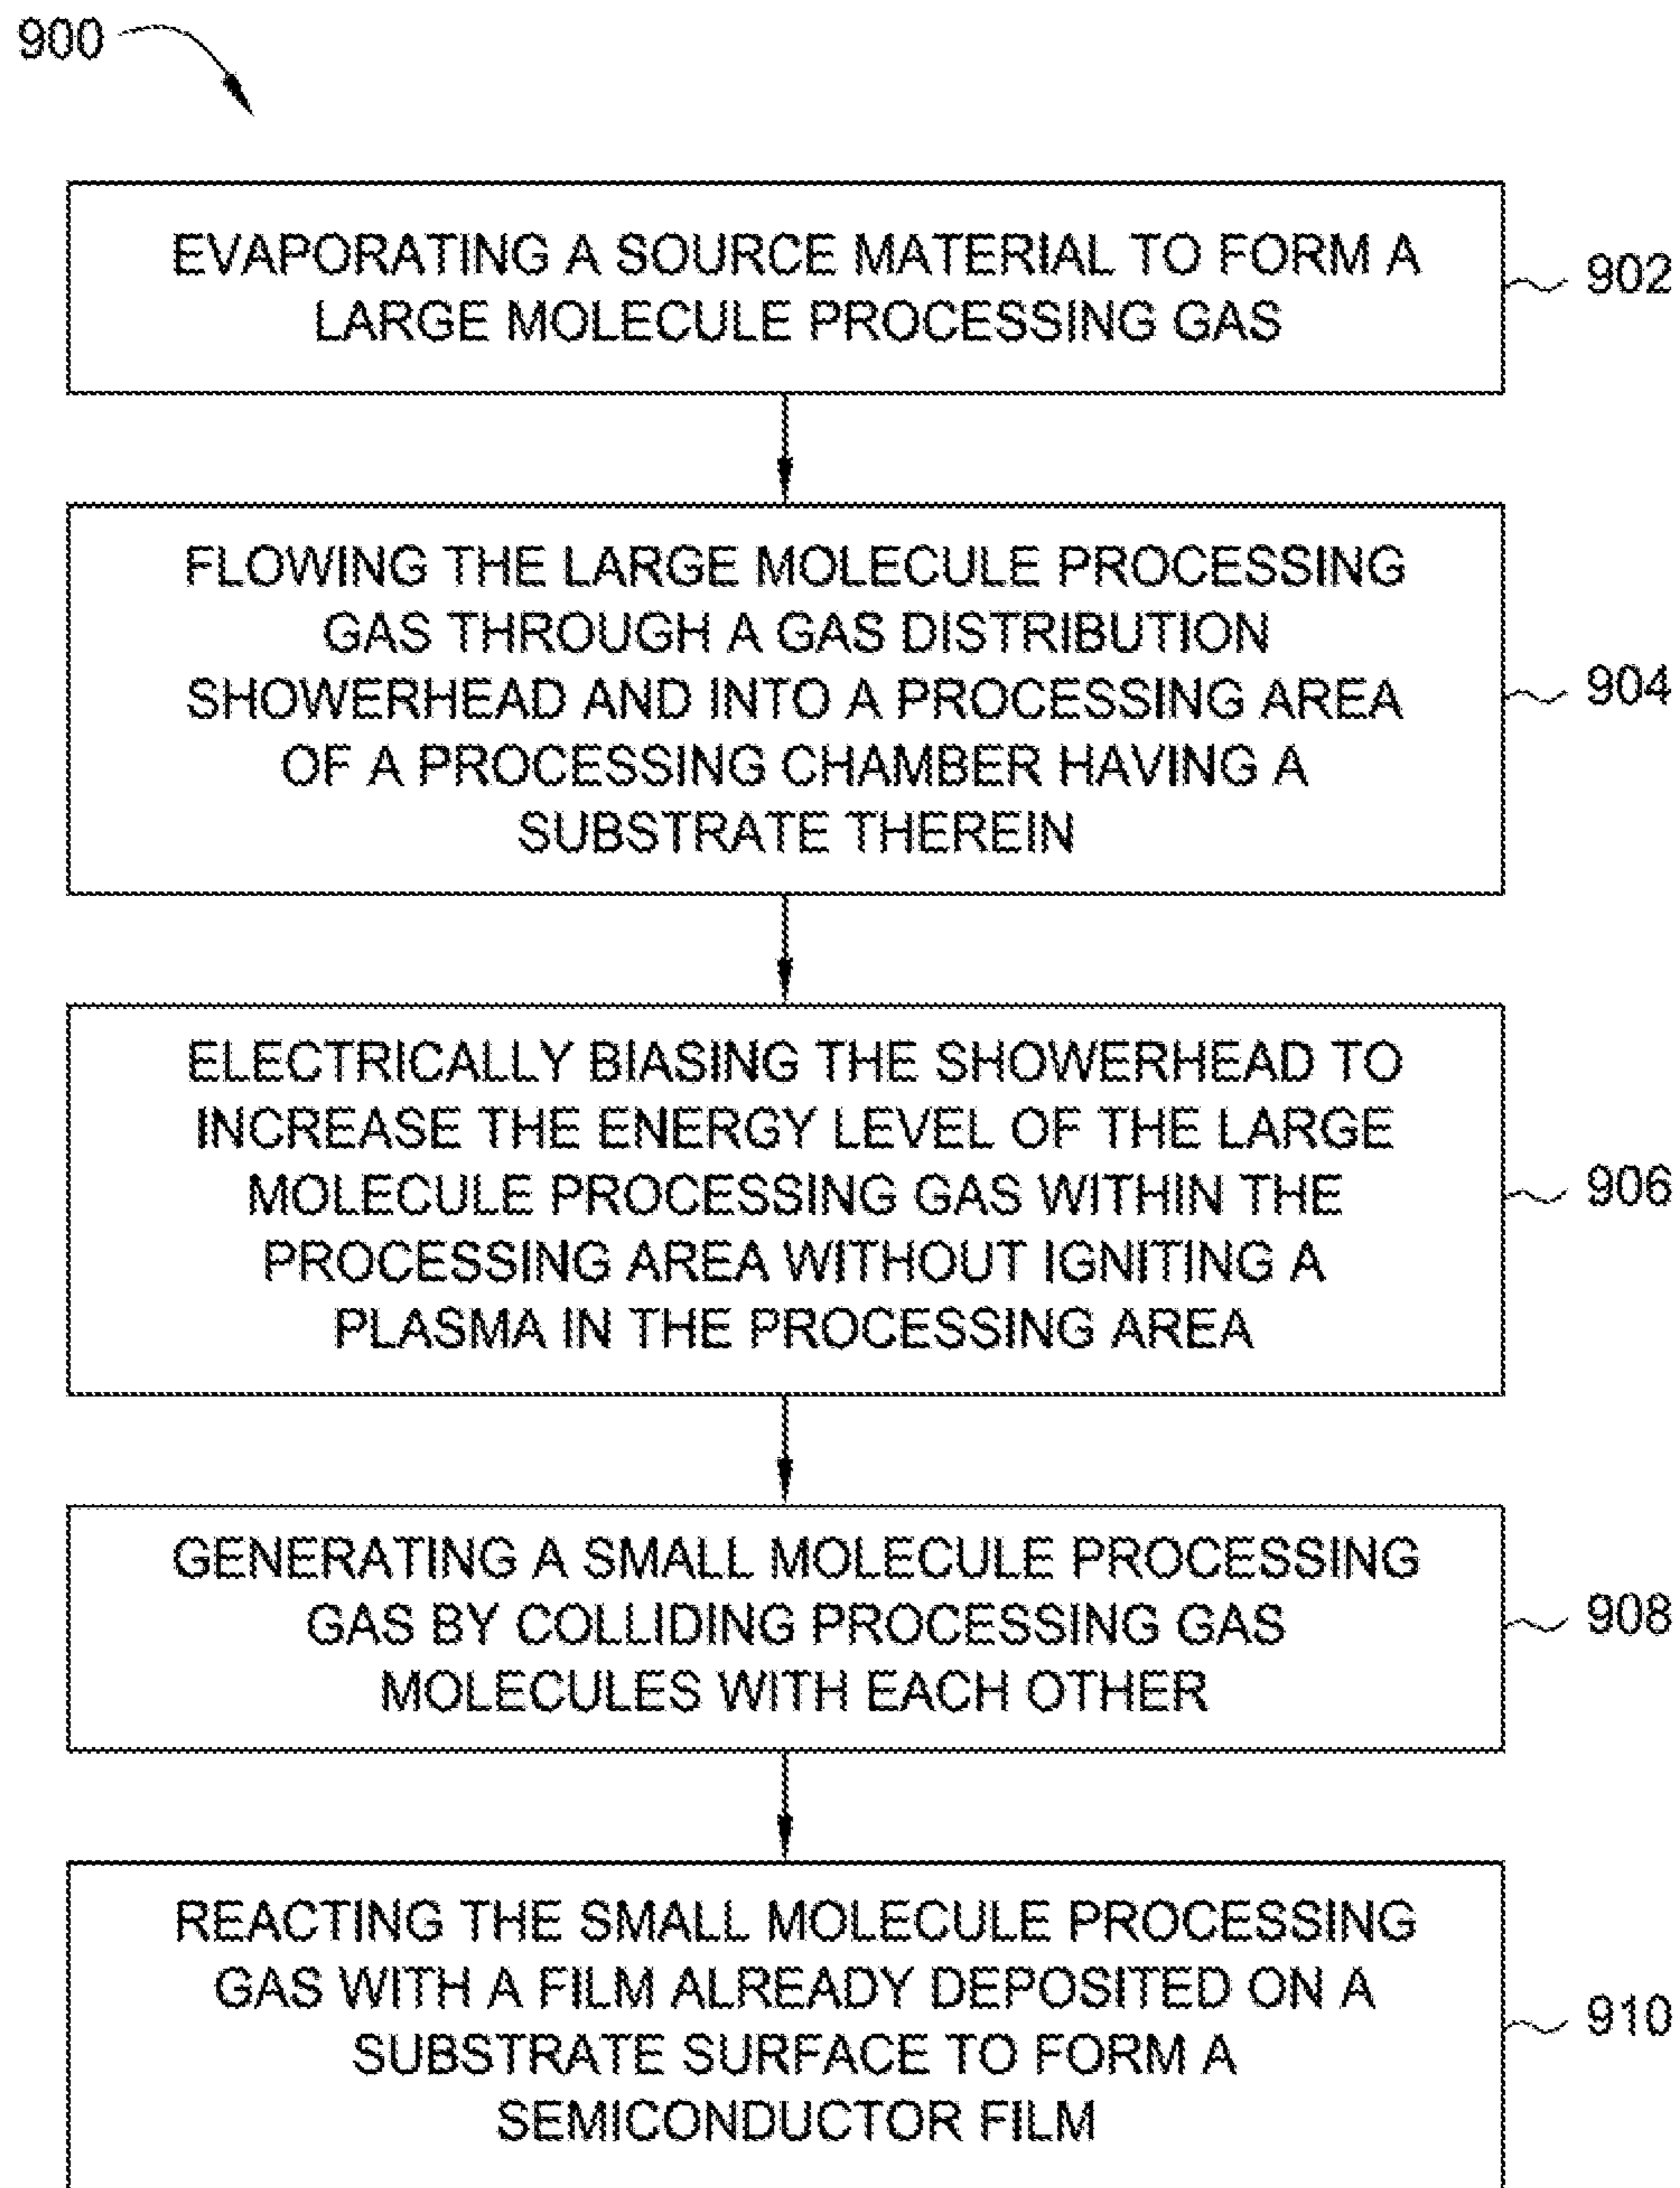 900
EVAPORATING A SOURCE MATERIAL TO FORM A
LARGE MOLECULE PROCESSING GAS
902
FLOWING THE LARGE MOLECULE PROCESSING
GAS THROUGH A GAS DISTRIBUTION
SHOWERHEAD AND INTO A PROCESSING AREA
OF A PROCESSING CHAMBER HAVING A
SUBSTRATE THEREIN
904
ELECTRICALLY BIASING THE SHOWERHEAD TO
INCREASE THE ENERGY LEVEL OF THE LARGE
MOLECULE PROCESSING GAS WITHIN THE
PROCESSING AREA WITHOUT IGNITING A
PLASMA IN THE PROCESSING AREA
906
GENERATING A SMALL MOLECULE PROCESSING
GAS BY COLLIDING PROCESSING GAS
MOLECULES WITH EACH OTHER
908
REACTING THE SMALL MOLECULE PROCESSING
GAS WITH A FILM ALREADY DEPOSITED ON A
SUBSTRATE SURFACE TO FORM A
SEMICONDUCTOR FILM
910